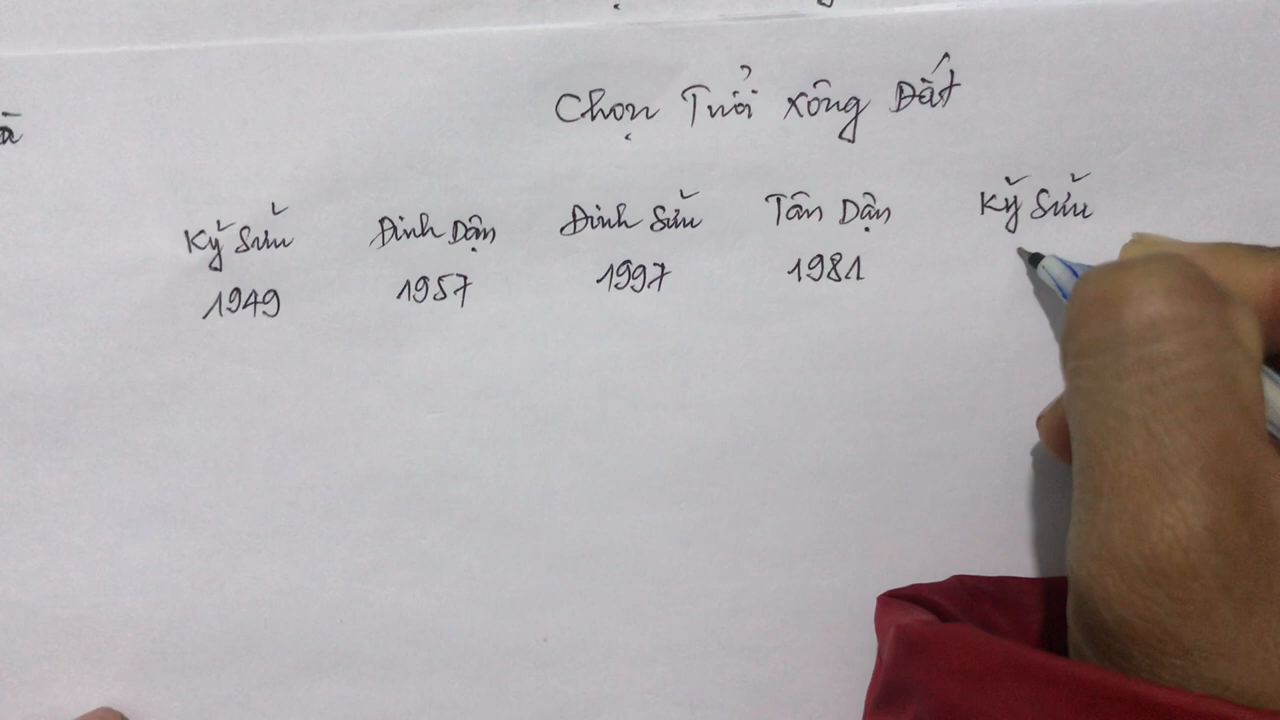 Chọn Tuổi Xông Đất
Kỷ Sửu Đinh Dậu Đinh Sửu Tân Dậu Kỷ Sửu
1949 1957 1997 1981